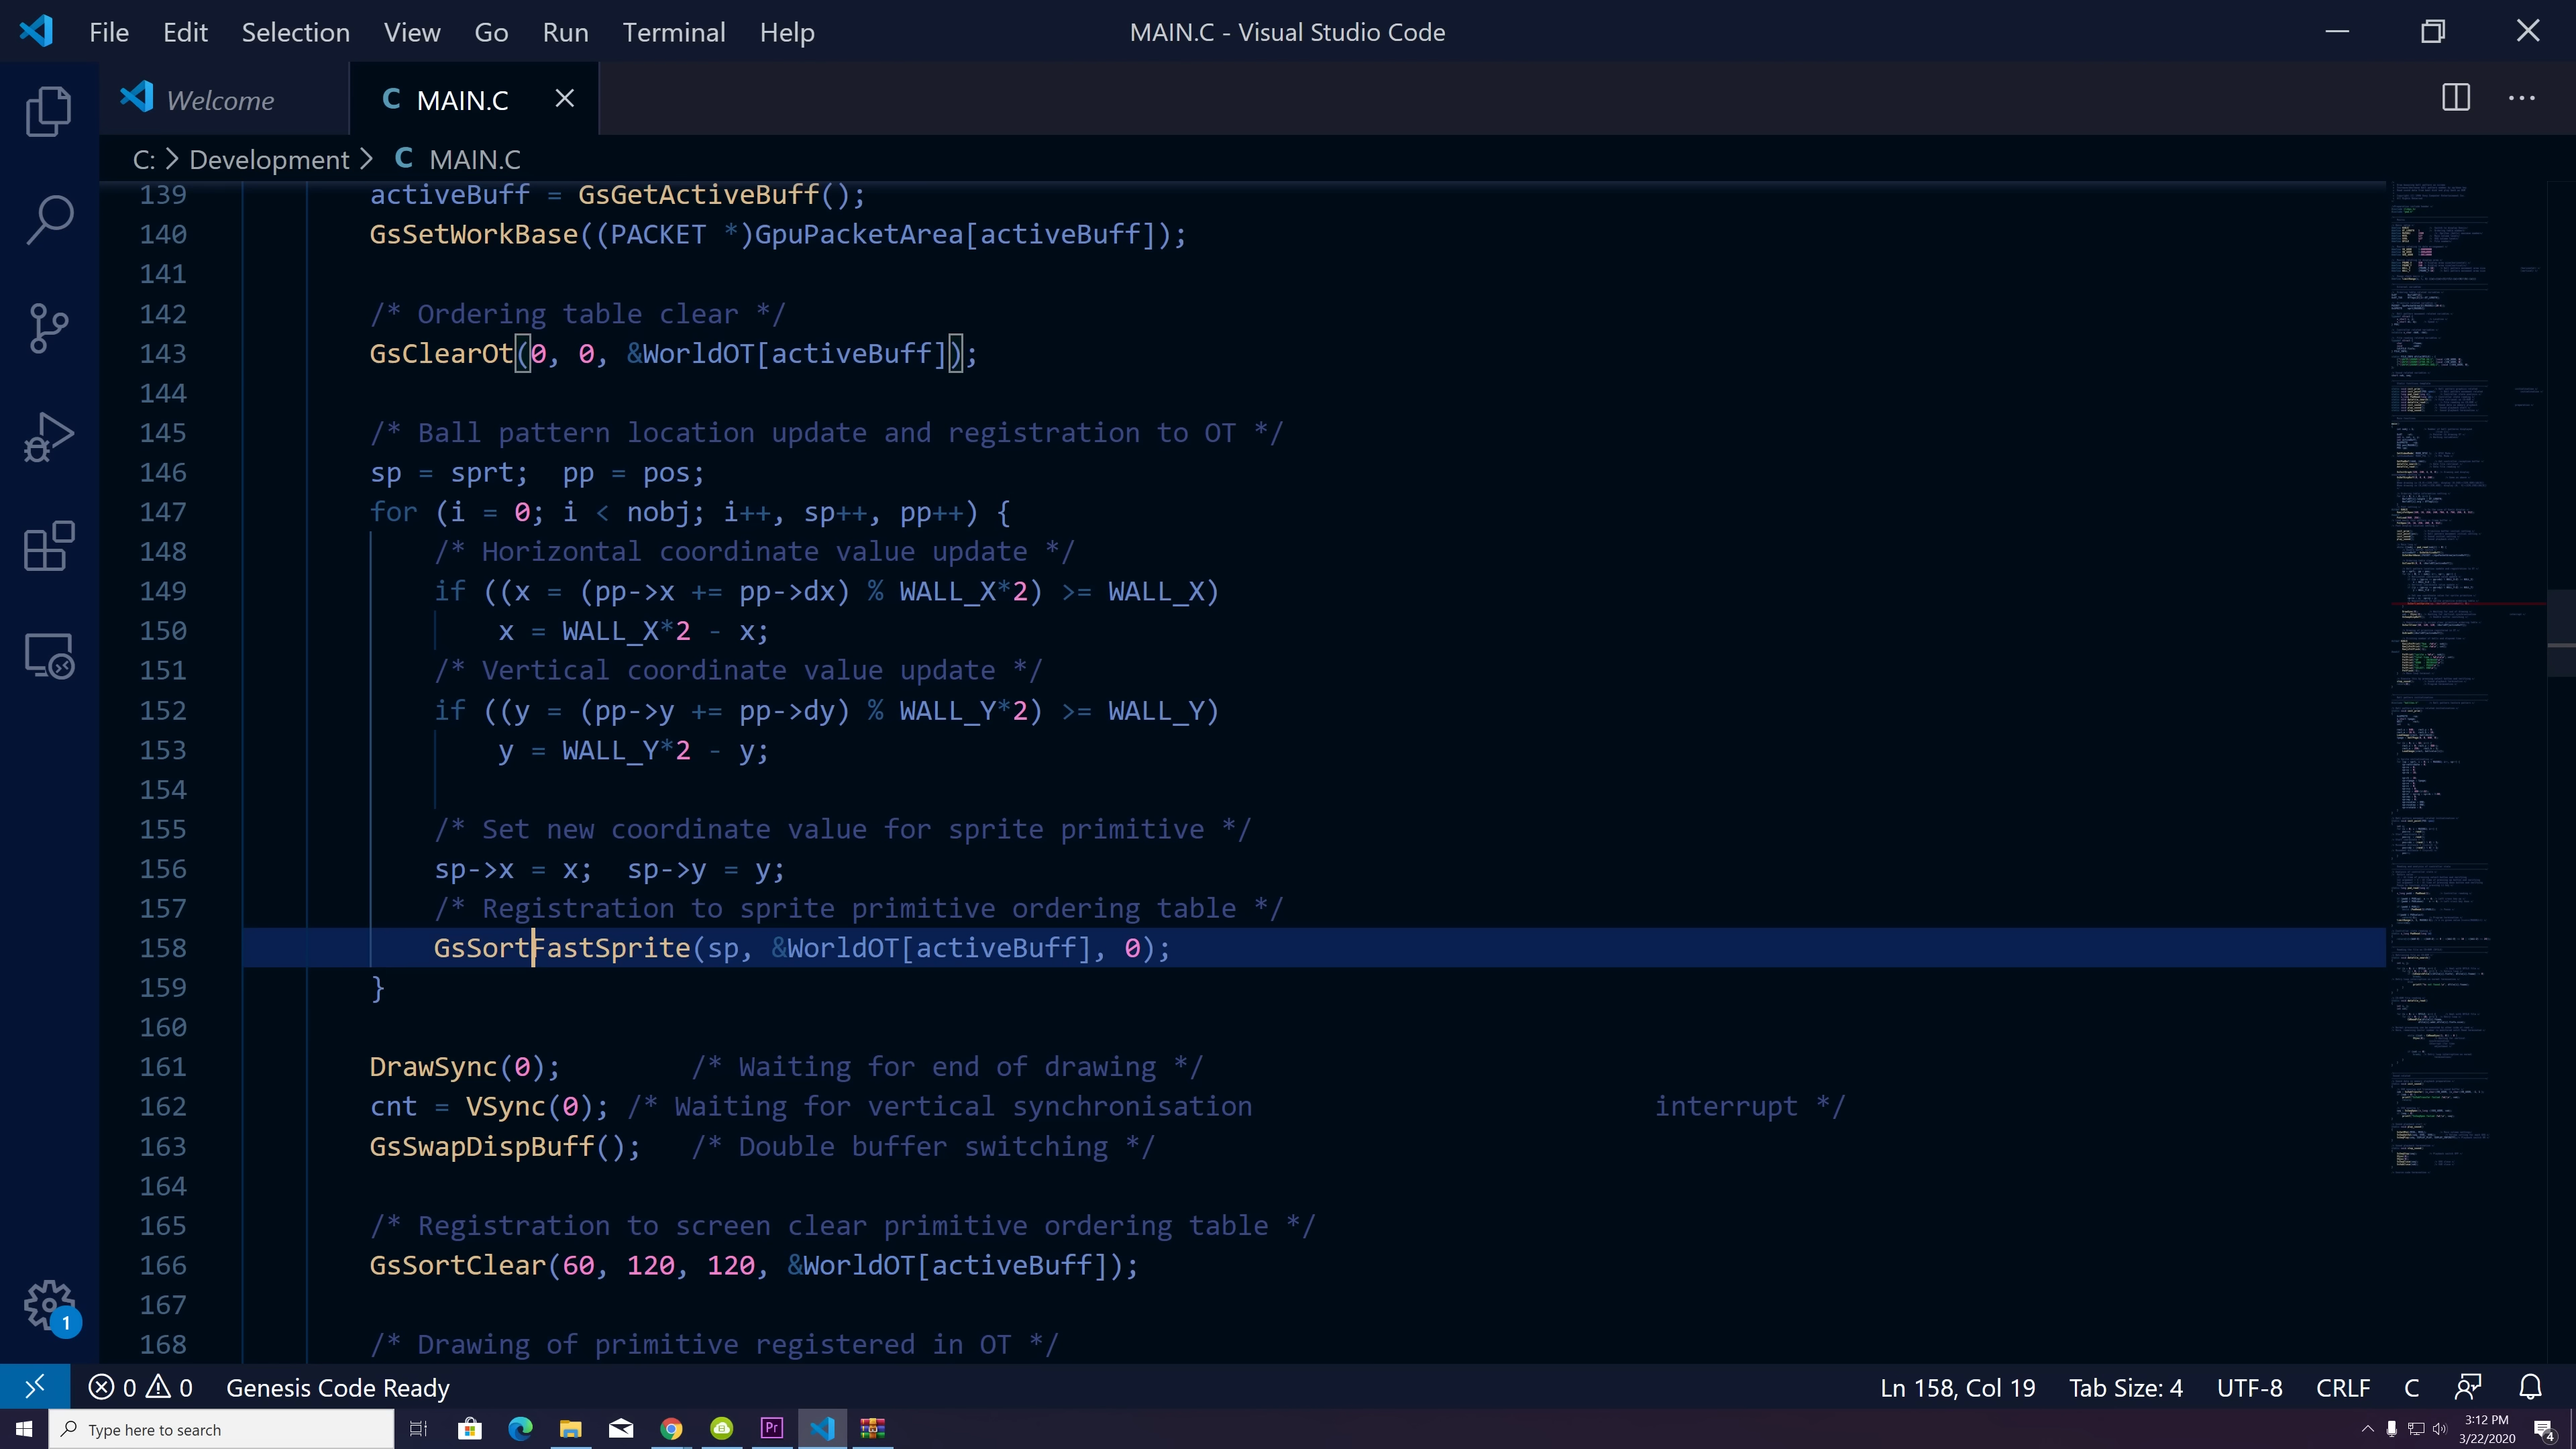 File Edit Selection View Go Run Terminal Help MAIN.C - Visual Studio Code
Welcome C MAIN.C
C: > Development > C MAIN.C
139 activeBuff = GsGetActiveBuff();
140 GsSetWorkBase((PACKET *)GpuPacketArea[activeBuff]);
141
142 /* Ordering table clear */
143 GsClearOt(0, 0, &WorldOT[activeBuff]);
144
145 /* Ball pattern location update and registration to OT */
146 sp = sprt;  pp = pos;
147 for (i = 0; i < nobj; i++, sp++, pp++) {
148 /* Horizontal coordinate value update */
149 if ((x = (pp->x += pp->dx) % WALL_X*2) >= WALL_X)
150 x = WALL_X*2 - x;
151 /* Vertical coordinate value update */
152 if ((y = (pp->y += pp->dy) % WALL_Y*2) >= WALL_Y)
153 y = WALL_Y*2 - y;
154
155 /* Set new coordinate value for sprite primitive */
156 sp->x = x;  sp->y = y;
157 /* Registration to sprite primitive ordering table */
158 GsSortFastSprite(sp, &WorldOT[activeBuff], 0);
159 }
160
161 DrawSync(0); /* Waiting for end of drawing */
162 cnt = VSync(0); /* Waiting for vertical synchronisation interrupt */
163 GsSwapDispBuff(); /* Double buffer switching */
164
165 /* Registration to screen clear primitive ordering table */
166 GsSortClear(60, 120, 120, &WorldOT[activeBuff]);
167
168 /* Drawing of primitive registered in OT */
1
0 0 Genesis Code Ready Ln 158, Col 19 Tab Size: 4 UTF-8 CRLF C
Type here to search Pr 3:12 PM
3/22/2020 4